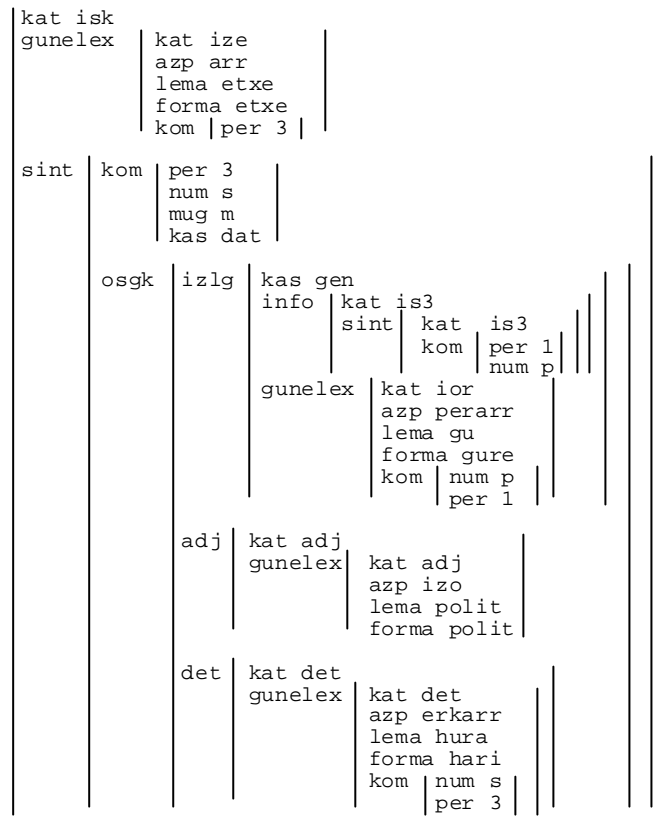 kat isk
gunelex kat ize
azp arr
lema etxe
forma etxe
kom per 3
sint kom per 3
num s
mug m
kas dat
osgk izlg kas gen
info kat is3
sint kat is3
kom per 1
num p
gunelex kat ior
azp perarr
lema gu
forma gure
kom num p
per 1
adj kat adj
gunelex kat adj
azp izo
lema polit
forma polit
det kat det
gunelex kat det
azp erkarr
lema hura
forma hari
kom num s
per 3